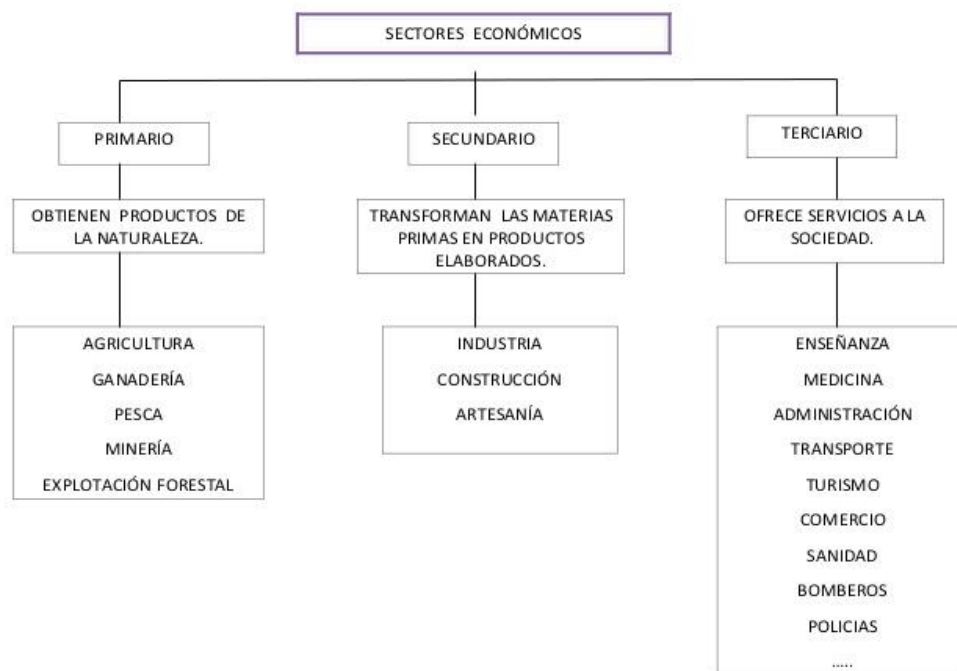 SECTORES ECONÓMICOS
PRIMARIO
OBTIENEN PRODUCTOS DE
LA NATURALEZA.
AGRICULTURA
GANADERÍA
PESCA
MINERÍA
EXPLOTACIÓN FORESTAL
SECUNDARIO
TRANSFORMAN LAS MATERIAS
PRIMAS EN PRODUCTOS
ELABORADOS.
INDUSTRIA
CONSTRUCCIÓN
ARTESANÍA
TERCIARIO
OFRECE SERVICIOS A LA
SOCIEDAD.
ENSEÑANZA
MEDICINA
ADMINISTRACIÓN
TRANSPORTE
TURISMO
COMERCIO
SANIDAD
BOMBEROS
POLICIAS
.....